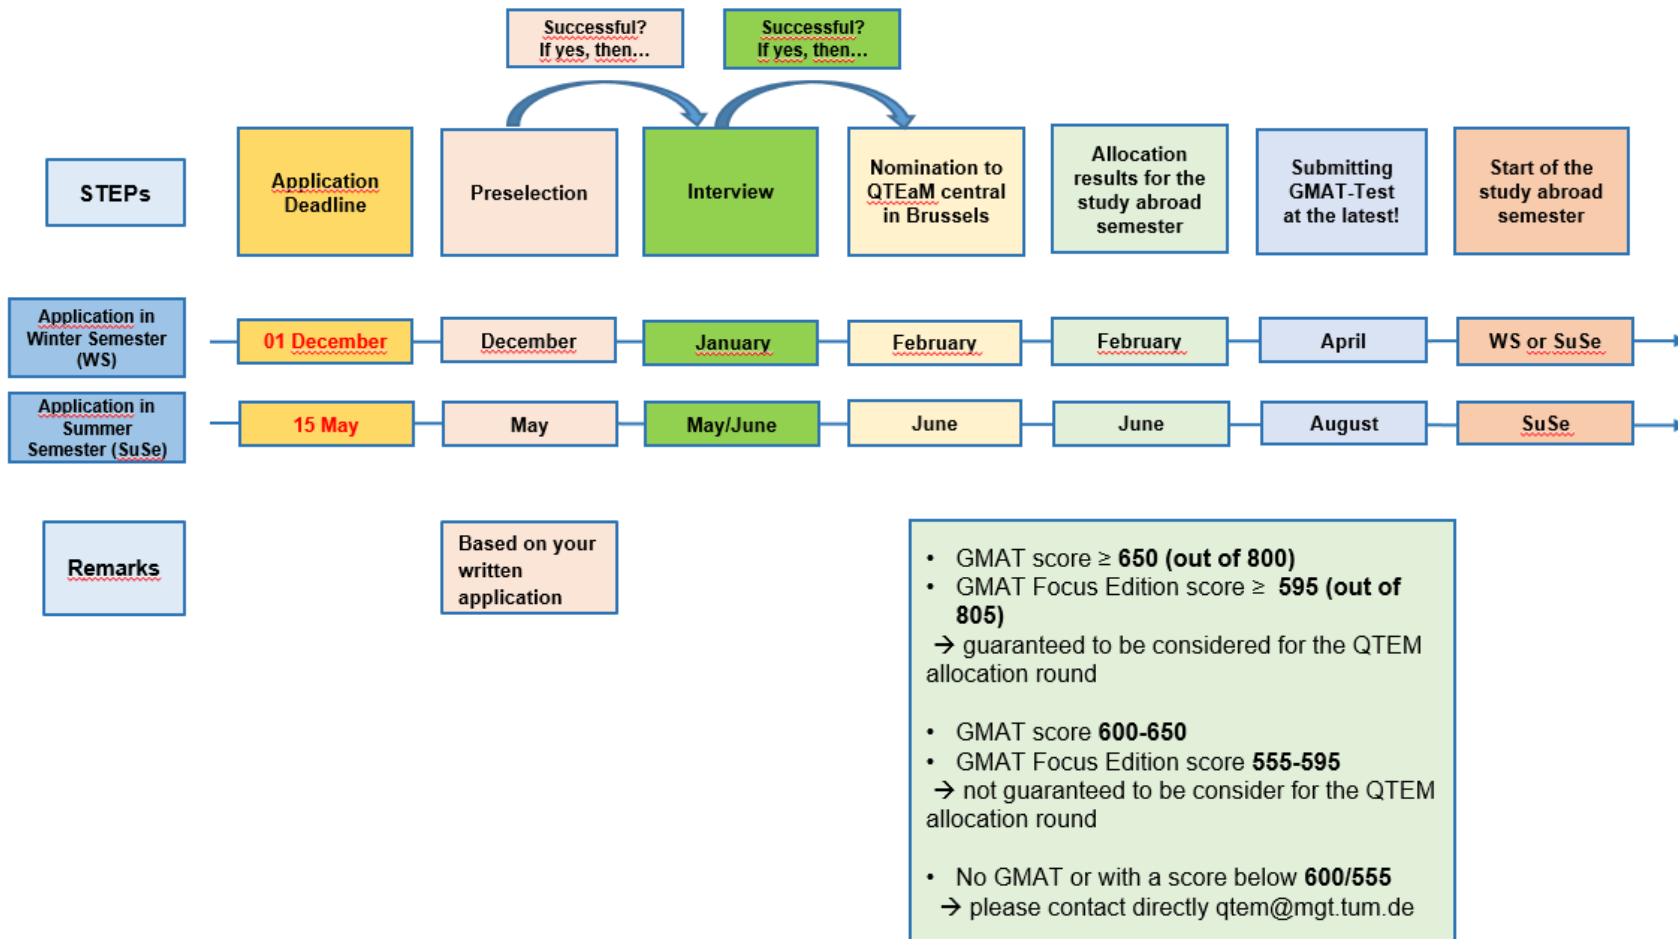 Successful?
If yes, then…
Successful?
If yes, then…
STEPs
Application
Deadline
Preselection
Interview
Nomination to
QTEaM central
in Brussels
Allocation
results for the
study abroad
semester
Submitting
GMAT-Test
at the latest!
Start of the
study abroad
semester
Application in
Winter Semester
(WS)
01 December
December
January
February
February
April
WS or SuSe
Application in
Summer
Semester (SuSe)
15 May
May
May/June
June
June
August
SuSe
Remarks
Based on your
written
application
• GMAT score ≥ 650 (out of 800)
• GMAT Focus Edition score ≥ 595 (out of
805)
→ guaranteed to be considered for the QTEM
allocation round
• GMAT score 600-650
• GMAT Focus Edition score 555-595
→ not guaranteed to be consider for the QTEM
allocation round
• No GMAT or with a score below 600/555
→ please contact directly qtem@mgt.tum.de